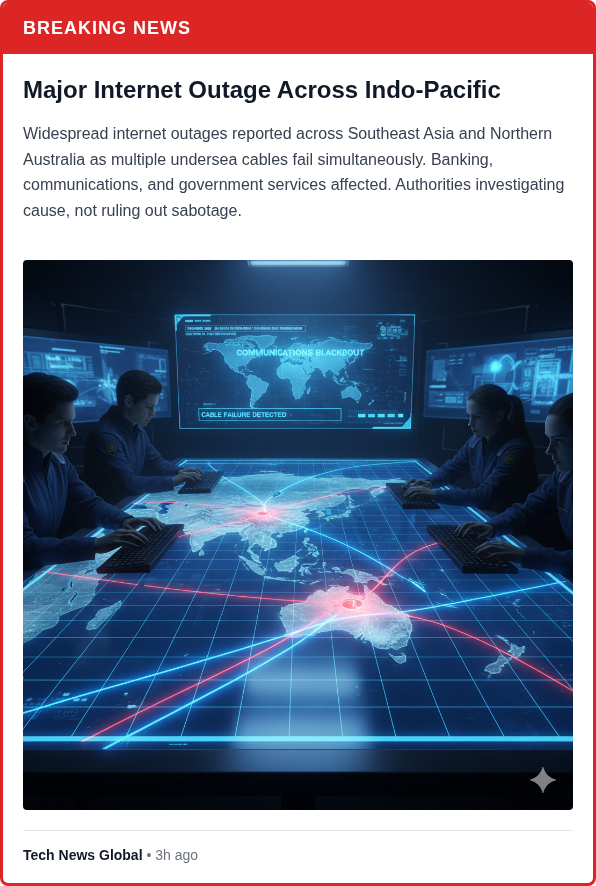 BREAKING NEWS
Major Internet Outage Across Indo-Pacific
Widespread internet outages reported across Southeast Asia and Northern
Australia as multiple undersea cables fail simultaneously. Banking,
communications, and government services affected. Authorities investigating
cause, not ruling out sabotage.
COMMUNICATIONS BLACKOUT
CABLE FAILURE DETECTED
Tech News Global • 3h ago